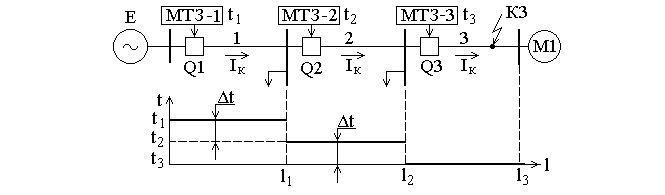 E МТЗ-1 t1 МТЗ-2 t2 МТЗ-3 t3 КЗ
~ 1 2 3 М1
Q1 Iк Q2 Iк Q3 Iк
t Δt
t1
t2 Δt
t3
l1 l2 l3 l